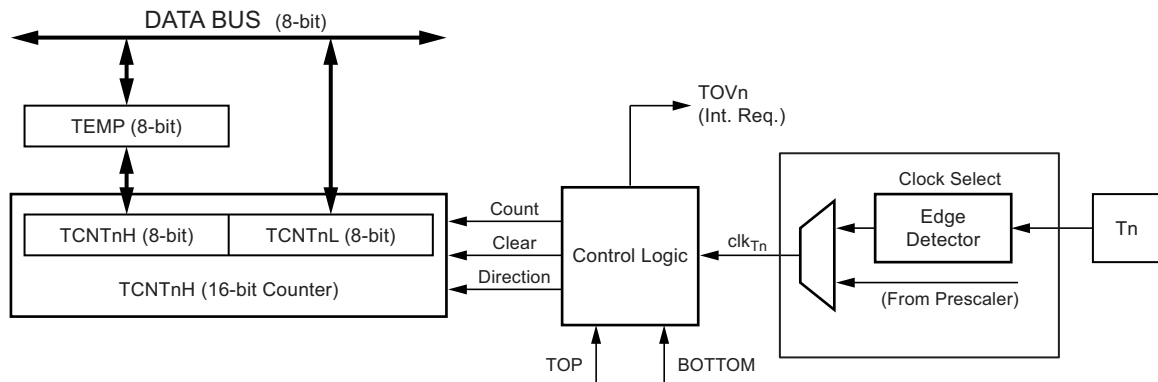 DATA BUS (8-bit)
TEMP (8-bit)
TCNTnH (8-bit)
TCNTnL (8-bit)
TCNTnH (16-bit Counter)
Count
Clear
Direction
TOVn
(Int. Req.)
Control Logic
TOP
BOTTOM
clkTn
Clock Select
Edge
Detector
(From Prescaler)
Tn